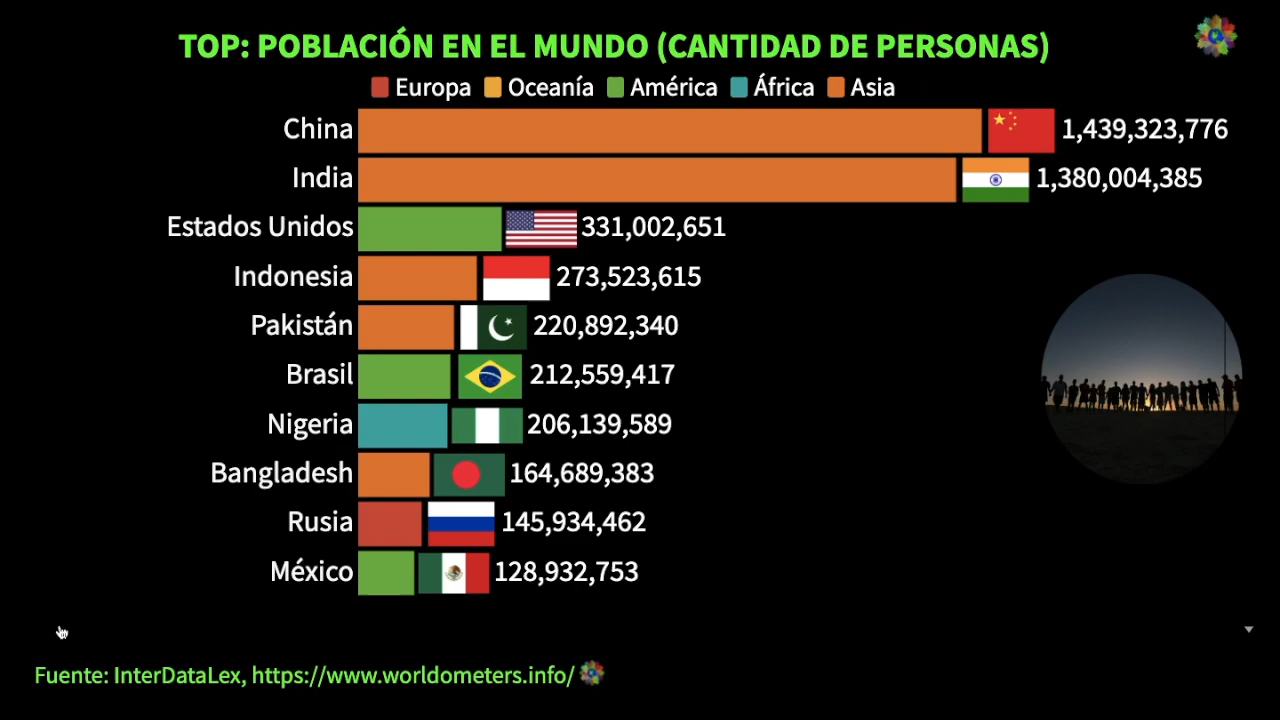 TOP: POBLACIÓN EN EL MUNDO (CANTIDAD DE PERSONAS)
Europa Oceanía América África Asia
China 1,439,323,776
India 1,380,004,385
Estados Unidos 331,002,651
Indonesia 273,523,615
Pakistán 220,892,340
Brasil 212,559,417
Nigeria 206,139,589
Bangladesh 164,689,383
Rusia 145,934,462
México 128,932,753
Fuente: InterDataLex, https://www.worldometers.info/